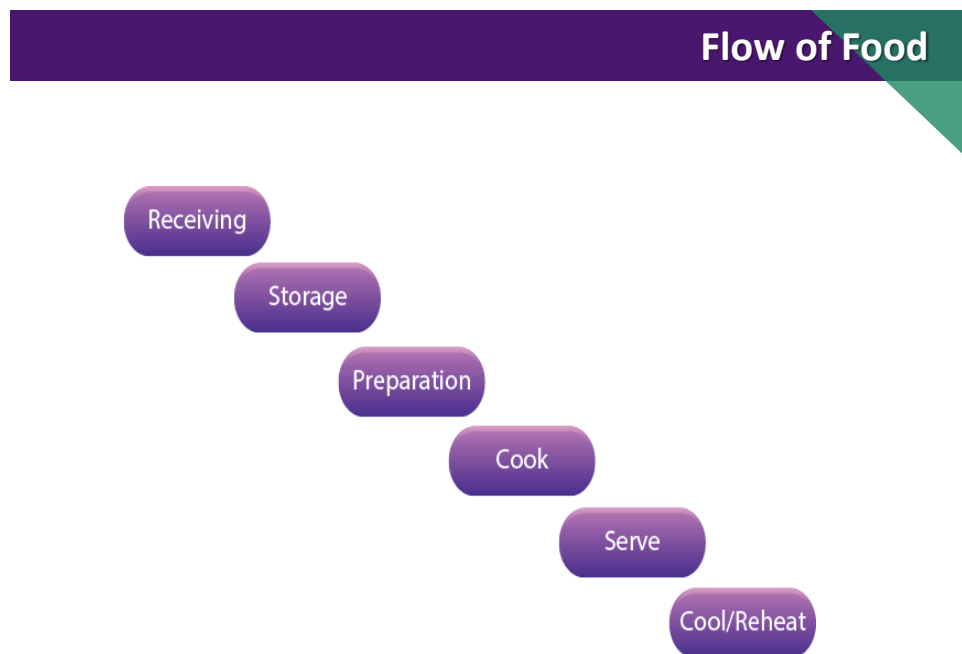 Flow of Food
Receiving
Storage
Preparation
Cook
Serve
Cool/Reheat